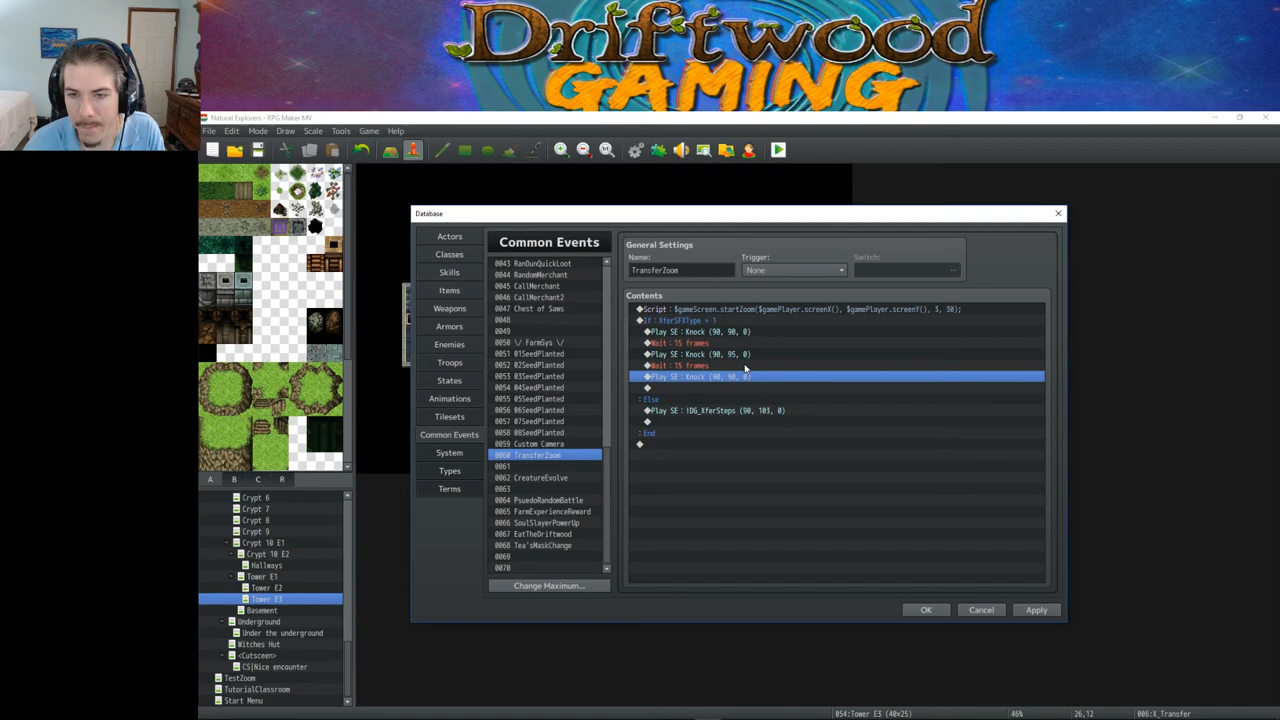 Driftwood
GAMING
Natural Explorers - RPG Maker MV
File Edit Mode Draw Scale Tools Game Help
Database
Actors
Classes
Skills
Items
Weapons
Armors
Enemies
Troops
States
Animations
Tilesets
Common Events
System
Types
Terms
Common Events
0043 RanDunQuickLoot
0044 RandomMerchant
0045 CallMerchant
0046 CallMerchant2
0047 Chest of Saws
0048
0049
0050 \/ FarmSys \/
0051 01SeedPlanted
0052 02SeedPlanted
0053 03SeedPlanted
0054 04SeedPlanted
0055 05SeedPlanted
0056 06SeedPlanted
0057 07SeedPlanted
0058 08SeedPlanted
0059 Custom Camera
0060 TransferZoom
0061
0062 CreatureEvolve
0063
0064 PsuedoRandomBattle
0065 FarmExperienceReward
0066 SoulSlayerPowerUp
0067 EatTheDriftwood
0068 Tea'sMaskChange
0069
0070
Change Maximum...
General Settings
Name: Trigger: Switch:
TransferZoom None ...
Contents
◆Script : $gameScreen.startZoom($gamePlayer.screenX(), $gamePlayer.screenY(), 3, 30);
◆If : XferSFXType = 1
◆Play SE : Knock (90, 90, 0)
◆Wait : 15 frames
◆Play SE : Knock (90, 95, 0)
◆Wait : 15 frames
◆Play SE : Knock (90, 90, 0)
◆
: Else
◆Play SE : !DG_XferSteps (90, 103, 0)
◆
: End
◆
OK Cancel Apply
A B C R
Crypt 6
Crypt 7
Crypt 8
Crypt 9
Crypt 10 E1
Crypt 10 E2
Hallways
Tower E1
Tower E2
Tower E3
Basement
Underground
Under the underground
Witches Hut
<Cutsceen>
CS|Nice encounter
TestZoom
TutorialClassroom
Start Menu
054:Tower E3 (40x25) 46% 26,12 006:X_Transfer